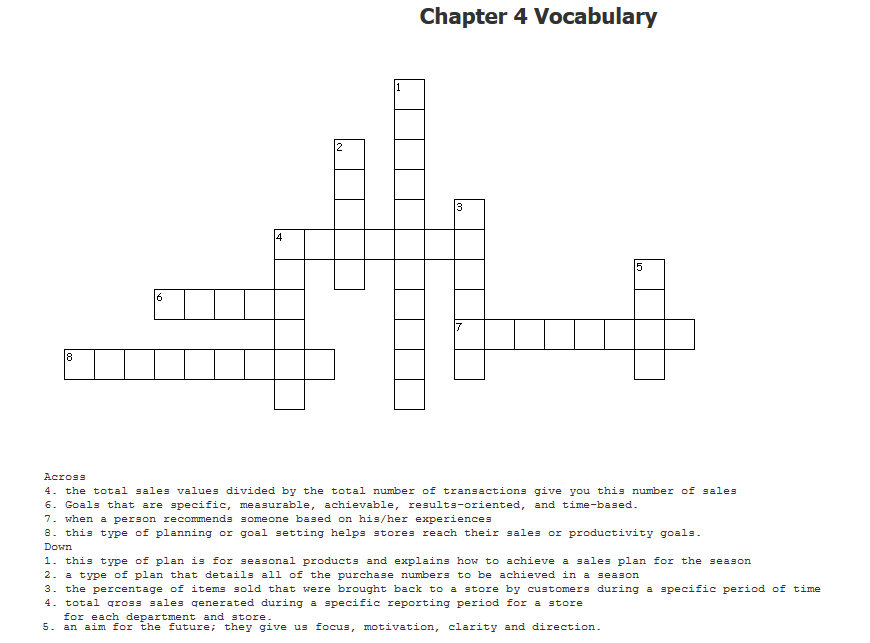 Chapter 4 Vocabulary
1
2
3
4
5
6
7
8
Across
4. the total sales values divided by the total number of transactions give you this number of sales
6. Goals that are specific, measurable, achievable, results-oriented, and time-based.
7. when a person recommends someone based on his/her experiences
8. this type of planning or goal setting helps stores reach their sales or productivity goals.
Down
1. this type of plan is for seasonal products and explains how to achieve a sales plan for the season
2. a type of plan that details all of the purchase numbers to be achieved in a season
3. the percentage of items sold that were brought back to a store by customers during a specific period of time
4. total gross sales generated during a specific reporting period for a store
for each department and store.
5. an aim for the future; they give us focus, motivation, clarity and direction.